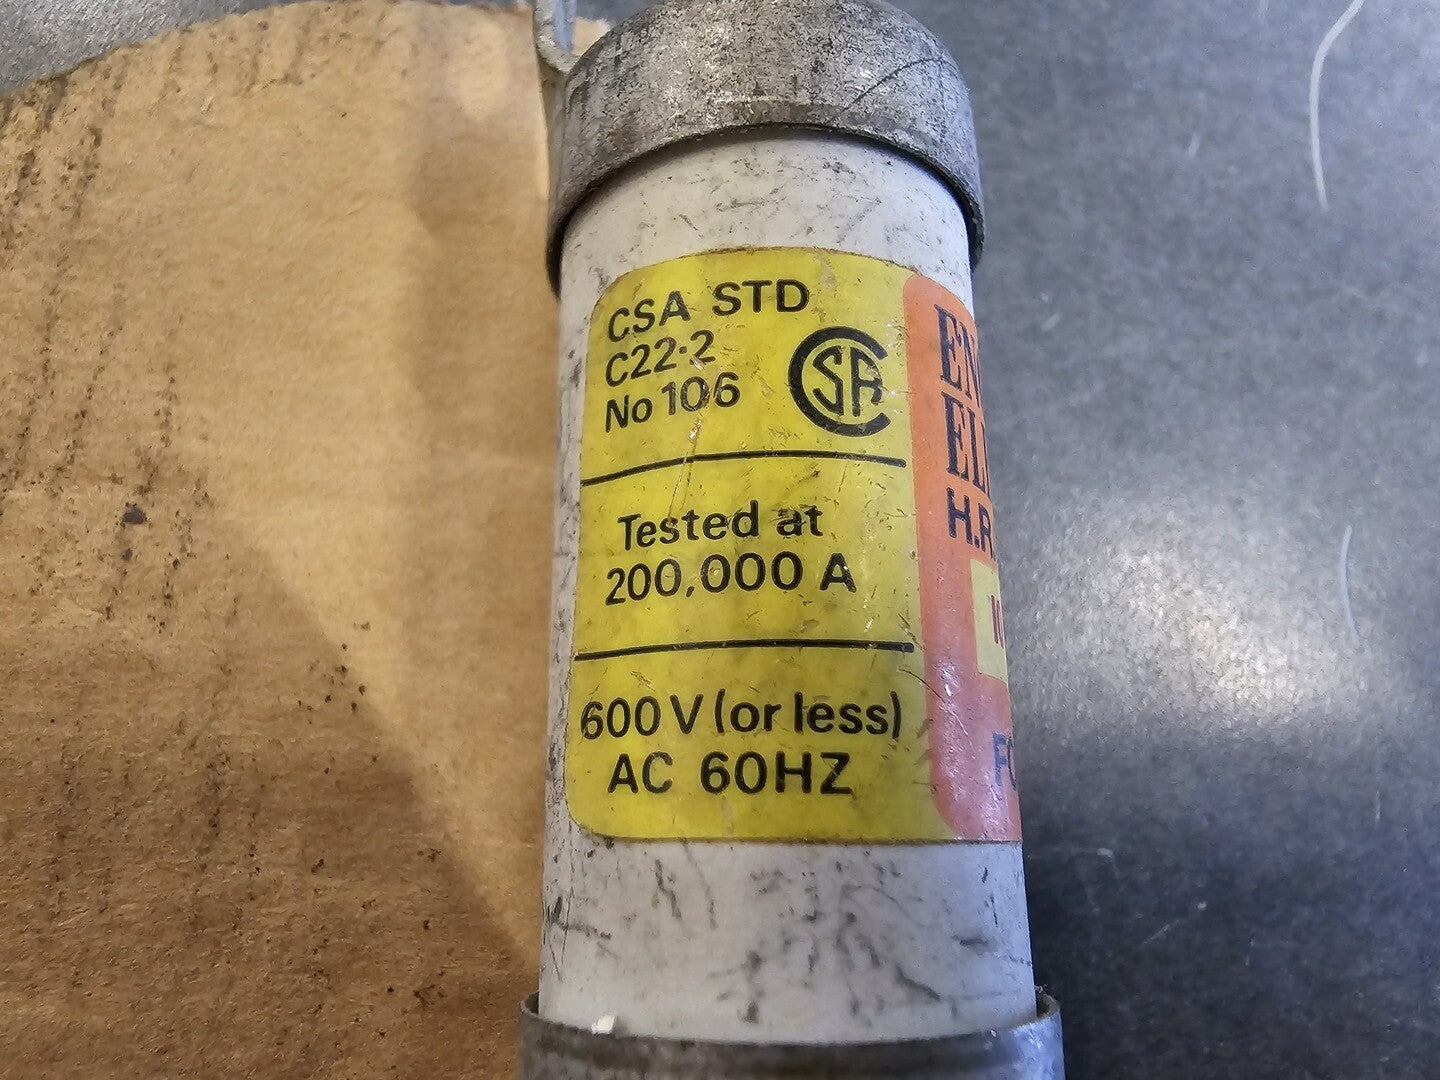 CSA STD
C22·2
No 106
CSA
Tested at
200,000 A
600 V (or less)
AC 60HZ
H.R.